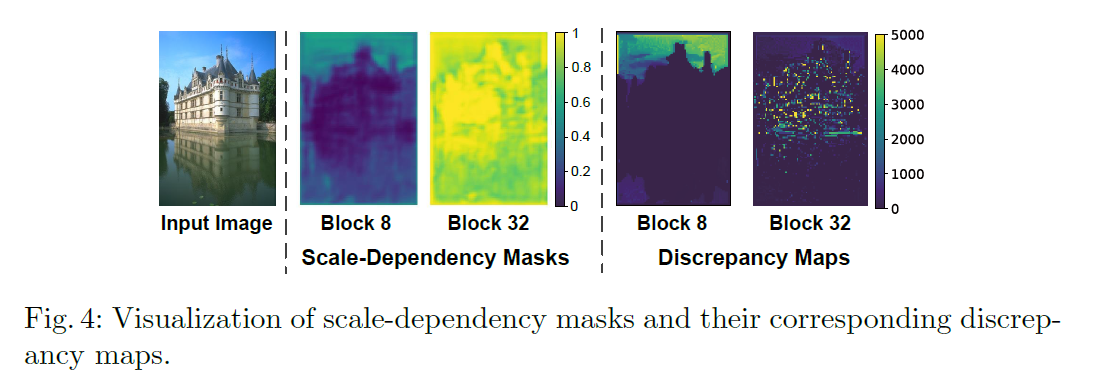 1
0.8
0.6
0.4
0.2
0
5000
4000
3000
2000
1000
0
Input Image
Block 8
Block 32
Block 8
Block 32
Scale-Dependency Masks
Discrepancy Maps
Fig. 4: Visualization of scale-dependency masks and their corresponding discrep-
ancy maps.